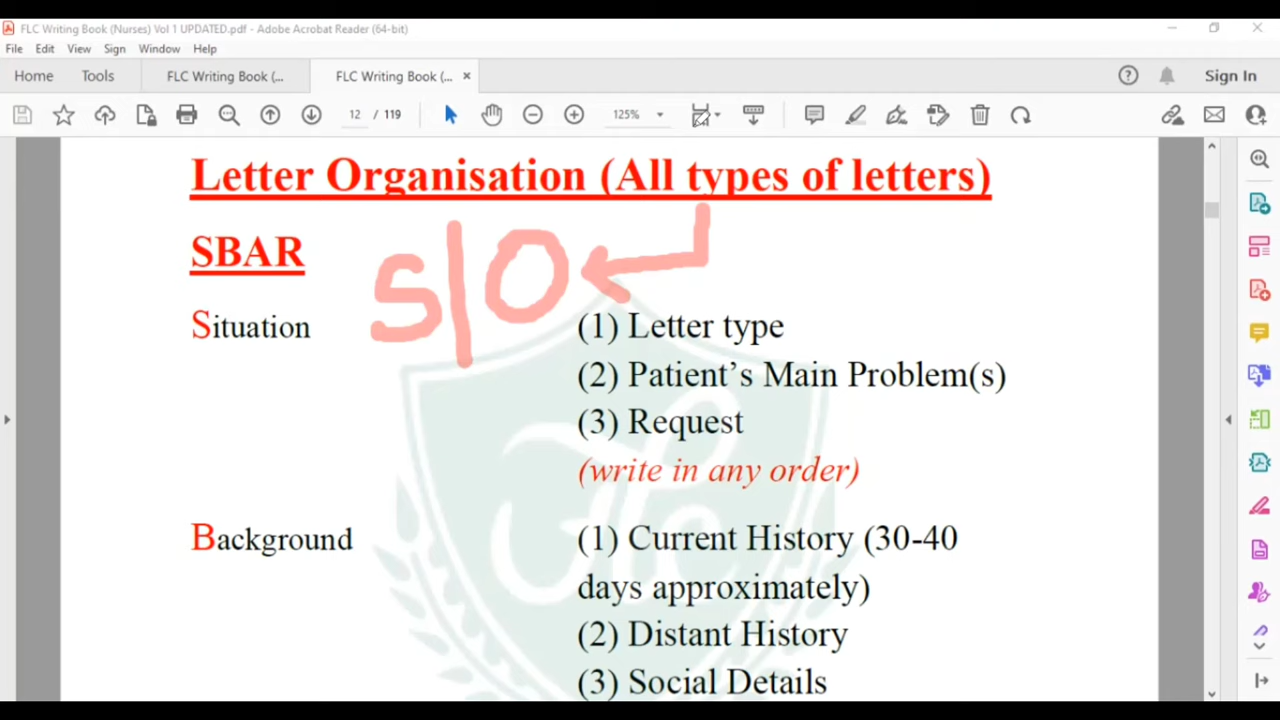 FLC Writing Book (Nurses) Vol 1 UPDATED.pdf - Adobe Acrobat Reader (64-bit)
File Edit View Sign Window Help
Home Tools FLC Writing Book (... FLC Writing Book (... ×
12 / 119 125% Sign In
Letter Organisation (All types of letters)
SBAR
S|O
Situation (1) Letter type
(2) Patient's Main Problem(s)
(3) Request
(write in any order)
Background (1) Current History (30-40
days approximately)
(2) Distant History
(3) Social Details